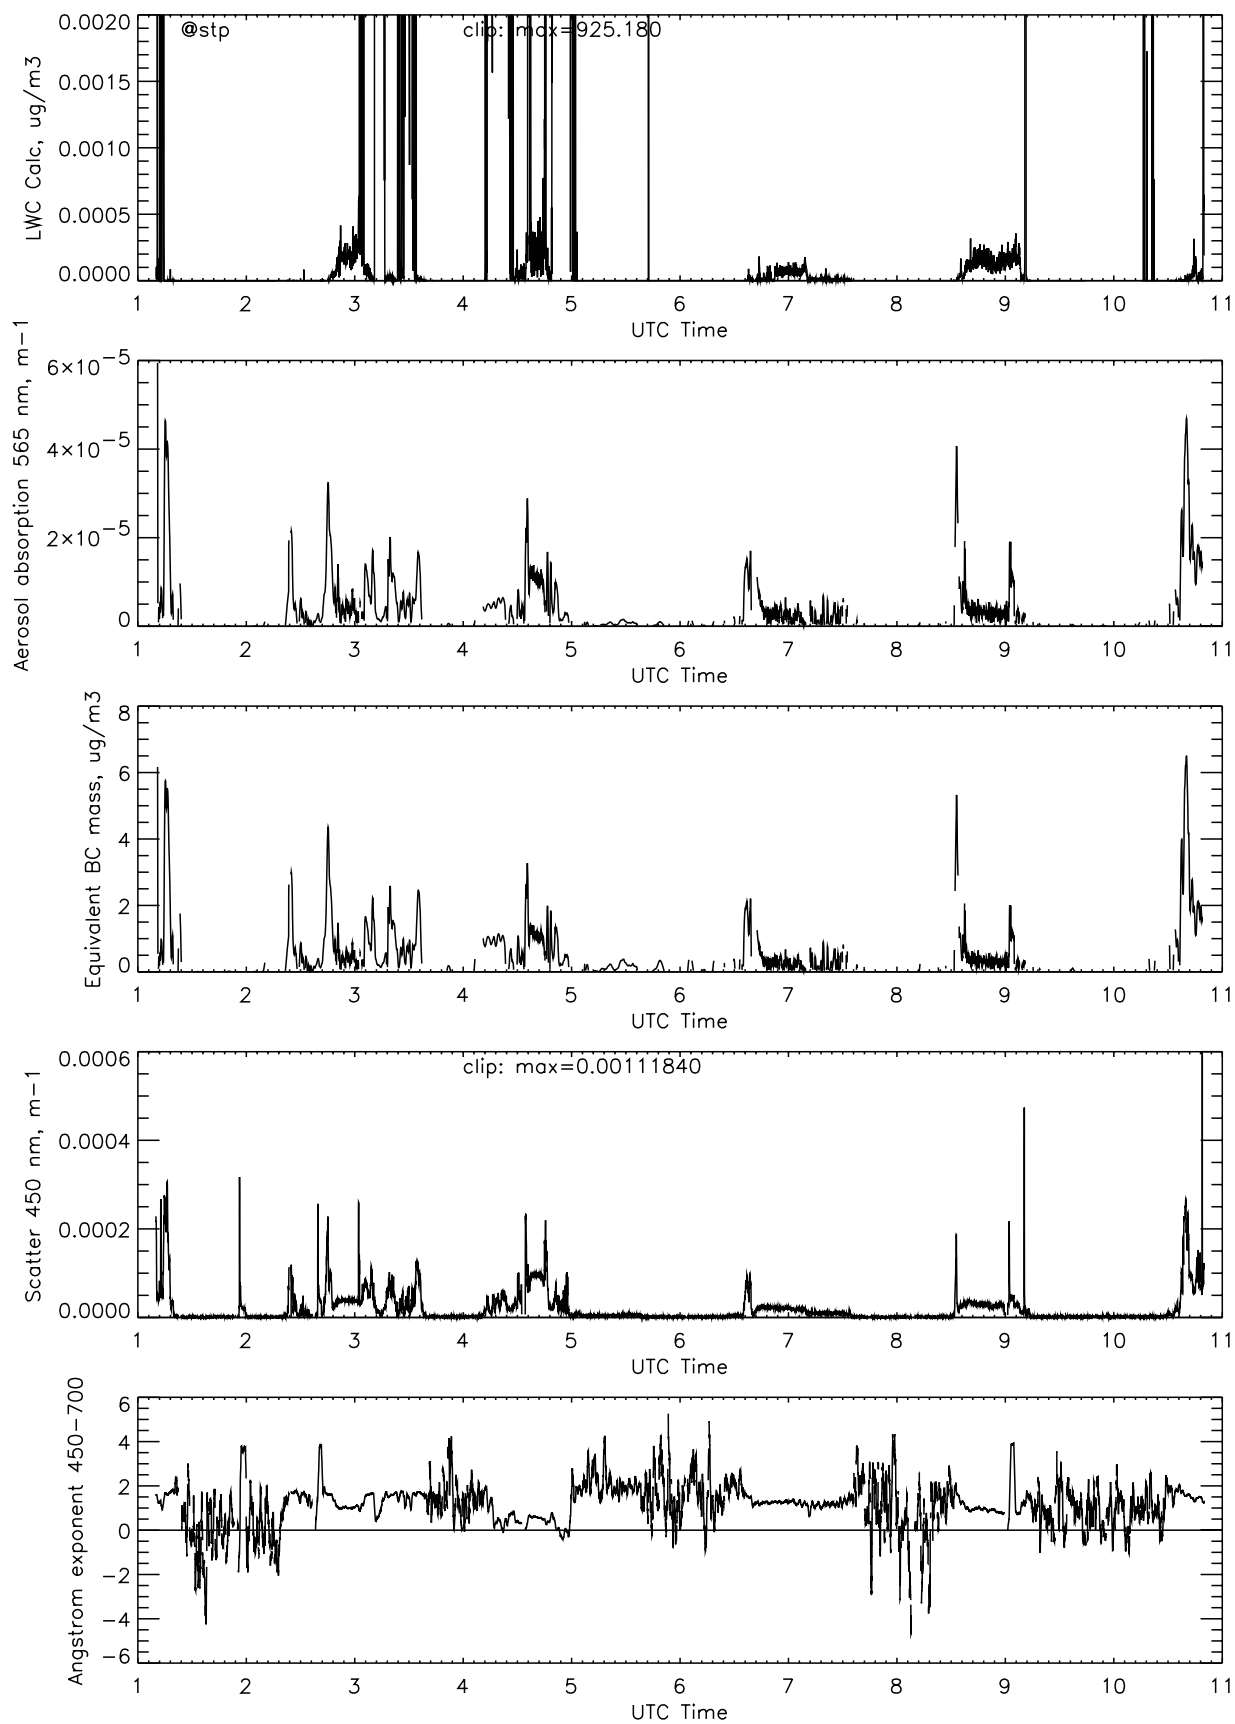 @stp clip: max=925.180
LWC Calc, ug/m3
0.0020
0.0015
0.0010
0.0005
0.0000
1 2 3 4 5 6 7 8 9 10 11
UTC Time
Aerosol absorption 565 nm, m-1
6×10-5
4×10-5
2×10-5
0
1 2 3 4 5 6 7 8 9 10 11
UTC Time
Equivalent BC mass, ug/m3
8
6
4
2
0
1 2 3 4 5 6 7 8 9 10 11
UTC Time
clip: max=0.00111840
Scatter 450 nm, m-1
0.0006
0.0004
0.0002
0.0000
1 2 3 4 5 6 7 8 9 10 11
UTC Time
Angstrom exponent 450-700
6
4
2
0
-2
-4
-6
1 2 3 4 5 6 7 8 9 10 11
UTC Time